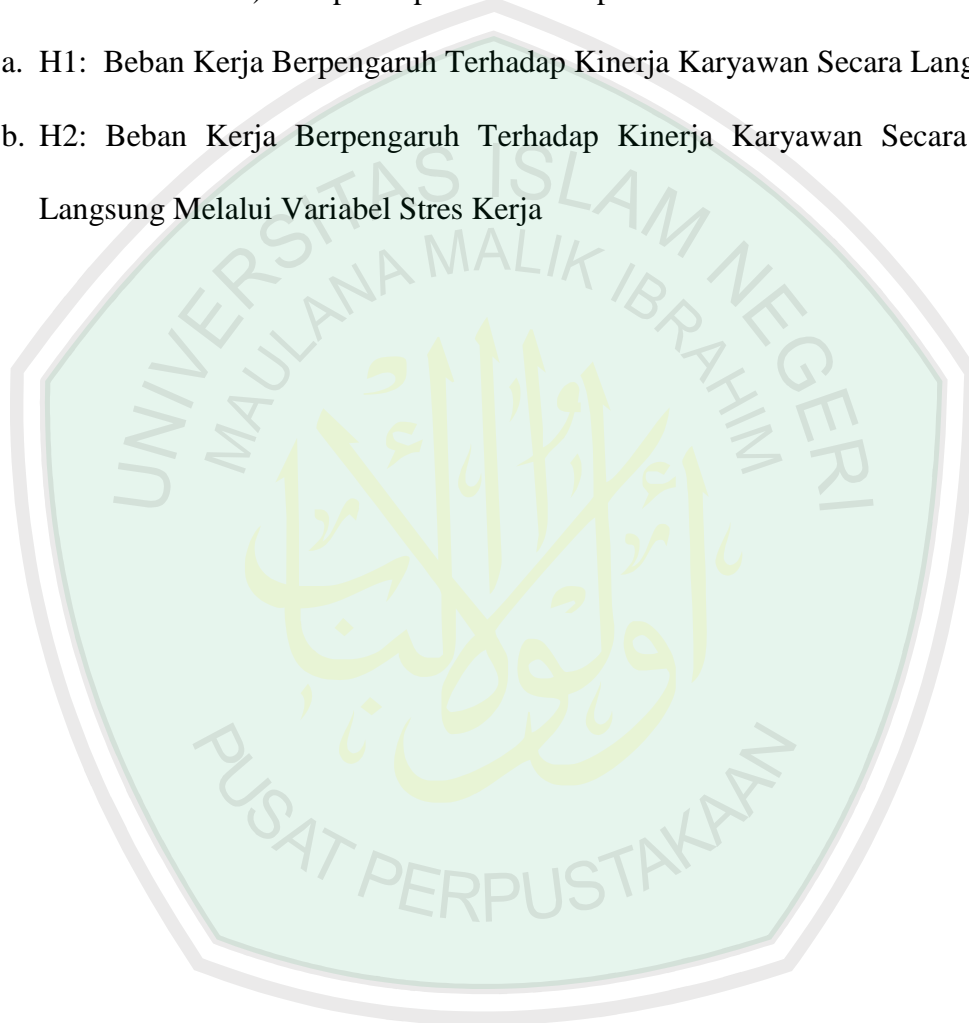 a. H1: Beban Kerja Berpengaruh Terhadap Kinerja Karyawan Secara
b. H2: Beban Kerja Berpengaruh Terhadap Kinerja Karyawan Secara
Langsung Melalui Variabel Stres Kerja
UNIVERSITAS ISLAM NEGERI
MAULANA MALIK IBRAHIM
PUSAT PERPUSTAKAAN